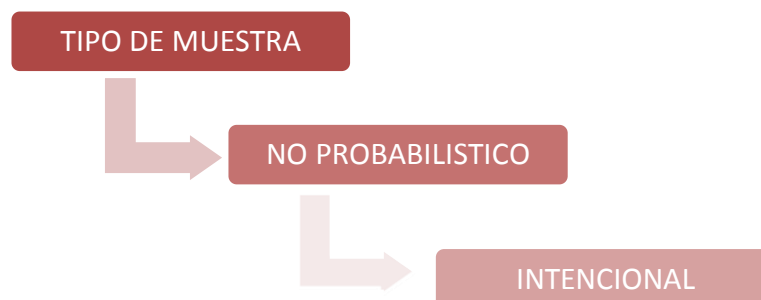 TIPO DE MUESTRA
NO PROBABILISTICO
INTENCIONAL